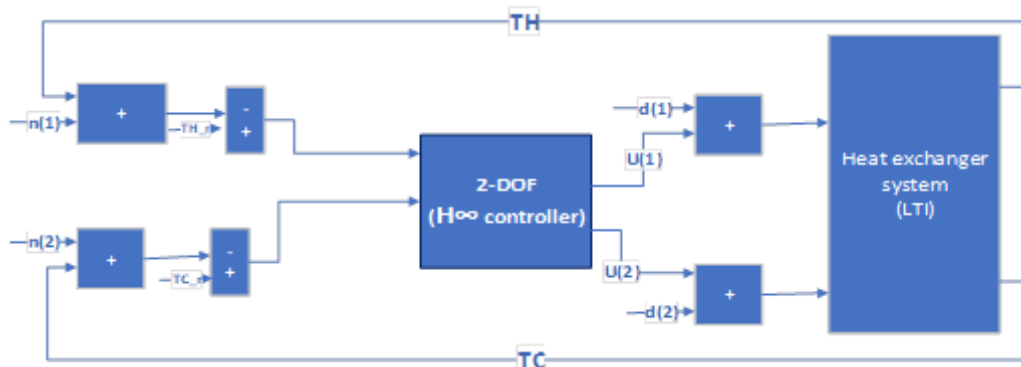 TH
+
n(1)
TH_r
-
+
d(1)
+
U(1)
2-DOF
(H∞ controller)
Heat exchanger
system
(LTI)
n(2)
+
TC_r
-
+
U(2)
+
d(2)
TC